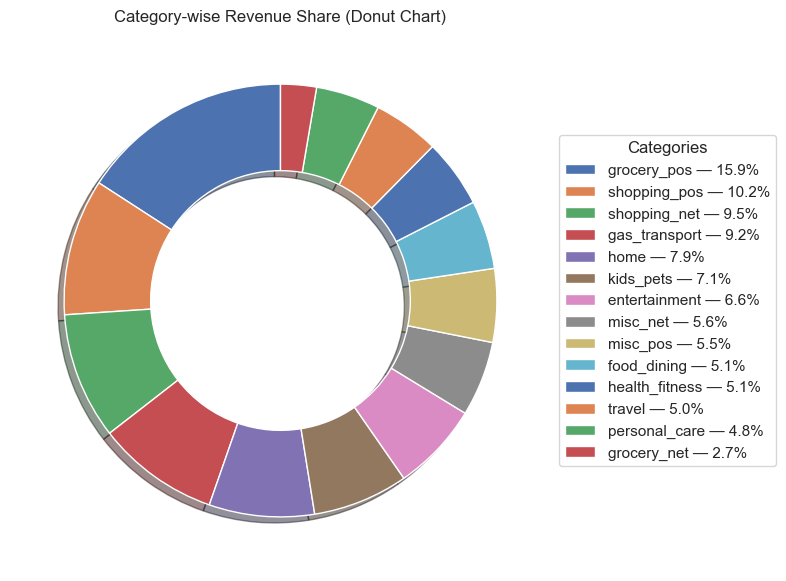 Category-wise Revenue Share (Donut Chart)
Categories
grocery_pos — 15.9%
shopping_pos — 10.2%
shopping_net — 9.5%
gas_transport — 9.2%
home — 7.9%
kids_pets — 7.1%
entertainment — 6.6%
misc_net — 5.6%
misc_pos — 5.5%
food_dining — 5.1%
health_fitness — 5.1%
travel — 5.0%
personal_care — 4.8%
grocery_net — 2.7%